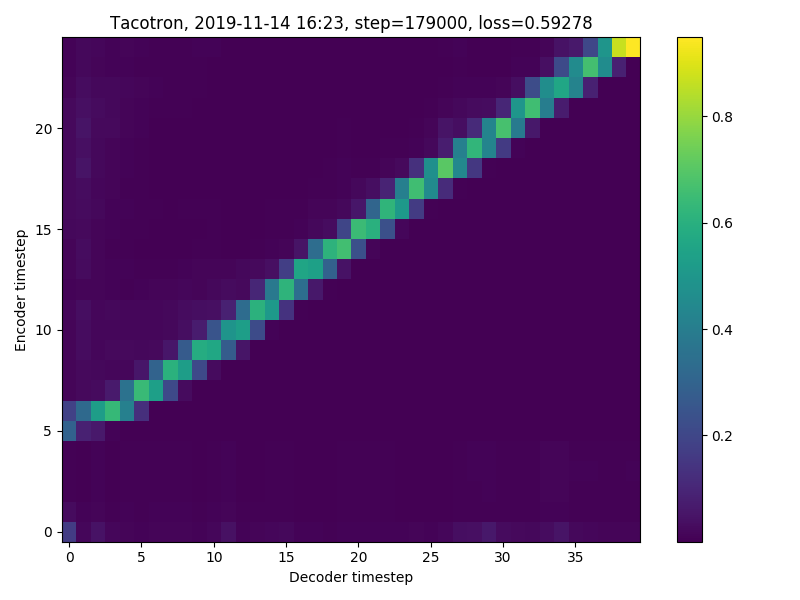 Tacotron, 2019-11-14 16:23, step=179000, loss=0.59278
Encoder timestep
20
15
10
5
0
0 5 10 15 20 25 30 35
Decoder timestep
0.8
0.6
0.4
0.2